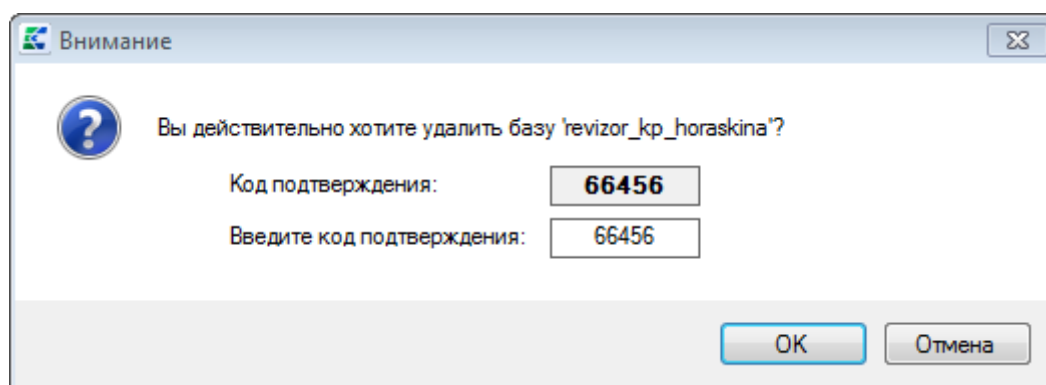 Внимание
Вы действительно хотите удалить базу 'revizor_kp_horaskina'?
Код подтверждения: 66456
Введите код подтверждения: 66456
OK Отмена